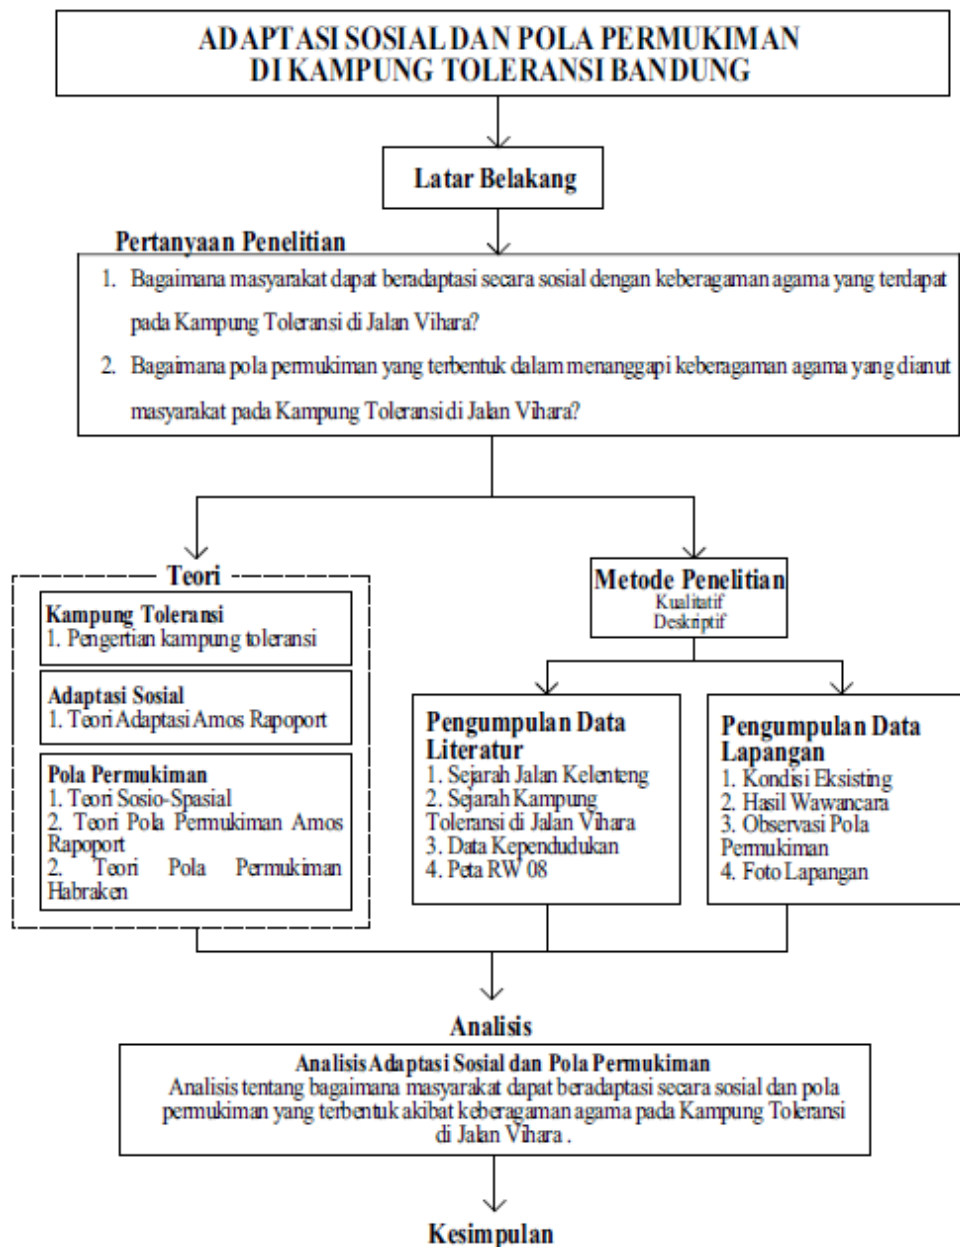 ADAPTASI SOSIAL DAN POLA PERMUKIMAN
DI KAMPUNG TOLERANSI BANDUNG
Latar Belakang
Pertanyaan Penelitian
1. Bagaimana masyarakat dapat beradaptasi secara sosial dengan keberagaman agama yang terdapat
pada Kampung Toleransi di Jalan Vihara?
2. Bagaimana pola permukiman yang terbentuk dalam menanggapi keberagaman agama yang dianut
masyarakat pada Kampung Toleransi di Jalan Vihara?
Teori
Kampung Toleransi
1. Pengertian kampung toleransi
Adaptasi Sosial
1. Teori Adaptasi Amos Rapoport
Pola Permukiman
1. Teori Sosio-Spasial
2. Teori Pola Permukiman Amos
Rapoport
2. Teori Pola Permukiman
Habraken
Metode Penelitian
Kualitatif
Deskriptif
Pengumpulan Data
Literatur
1. Sejarah Jalan Kelenteng
2. Sejarah Kampung
Toleransi di Jalan Vihara
3. Data Kependudukan
4. Peta RW 08
Pengumpulan Data
Lapangan
1. Kondisi Eksisting
2. Hasil Wawancara
3. Observasi Pola
Permukiman
4. Foto Lapangan
Analisis
Analisis Adaptasi Sosial dan Pola Permukiman
Analisis tentang bagaimana masyarakat dapat beradaptasi secara sosial dan pola
permukiman yang terbentuk akibat keberagaman agama pada Kampung Toleransi
di Jalan Vihara .
Kesimpulan